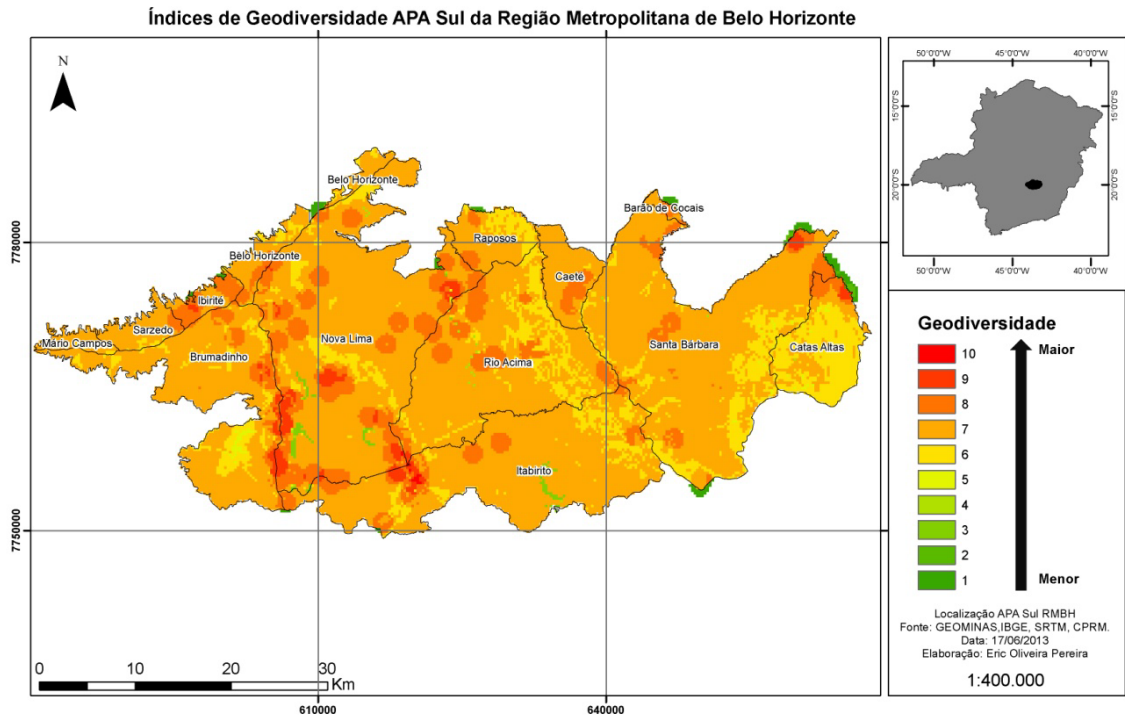 Índices de Geodiversidade APA Sul da Região Metropolitana de Belo Horizonte
N
Belo Horizonte
Barão de Cocais
Raposos
Belo Horizonte
Caeté
Ibirité
Sarzedo
Mário Campos
Nova Lima
Santa Bárbara
Catas Altas
Brumadinho
Rio Acima
Itabirito
7780000
7780000
7750000
7750000
610000
640000
610000
640000
0 10 20 30
Km
50°0'0"O 45°0'0"O 40°0'0"O
15°0'0"S
15°0'0"S
20°0'0"S
20°0'0"S
50°0'0"O 45°0'0"O 40°0'0"O
Geodiversidade
10 Maior
9
8
7
6
5
4
3
2
1 Menor
Localização APA Sul RMBH
Fonte: GEOMINAS,IBGE, SRTM, CPRM.
Data: 17/06/2013
Elaboração: Eric Oliveira Pereira
1:400.000